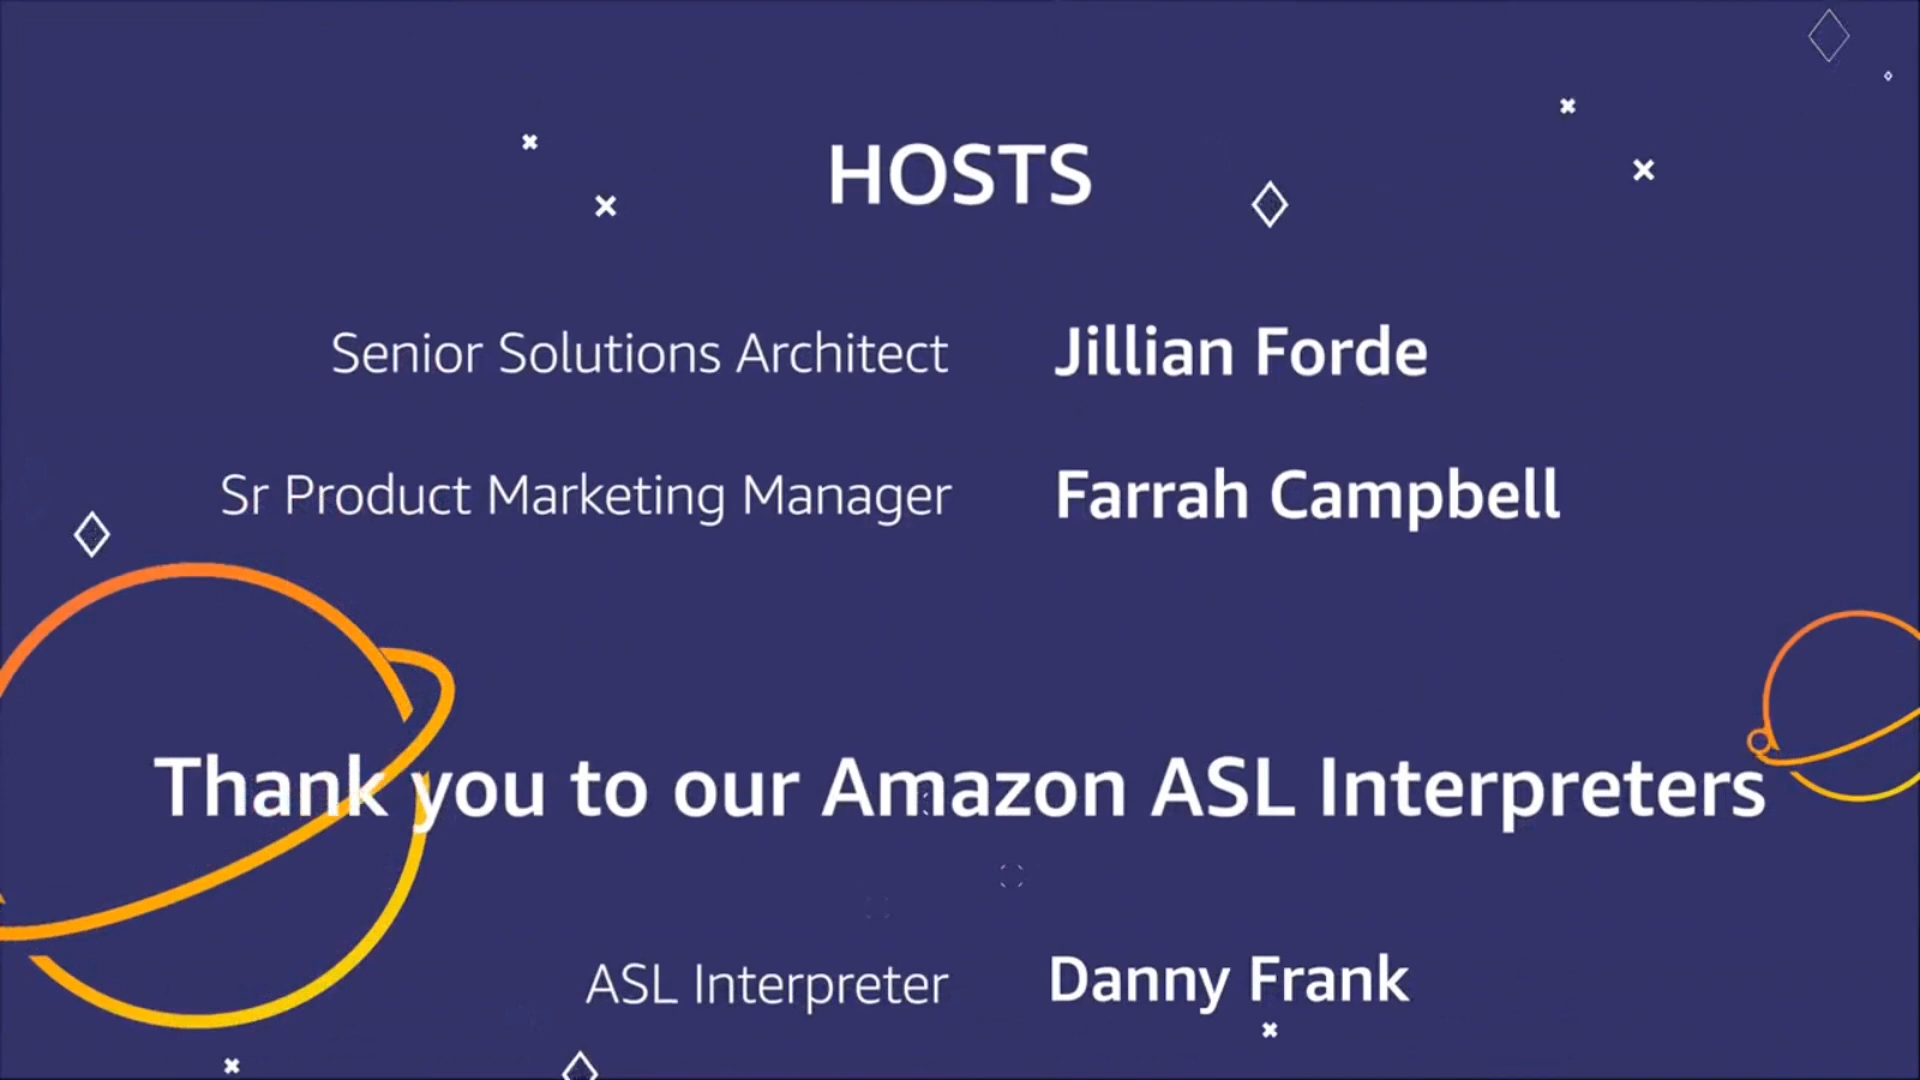 HOSTS
Senior Solutions Architect Jillian Forde
Sr Product Marketing Manager Farrah Campbell
Thank you to our Amazon ASL Interpreters
ASL Interpreter Danny Frank